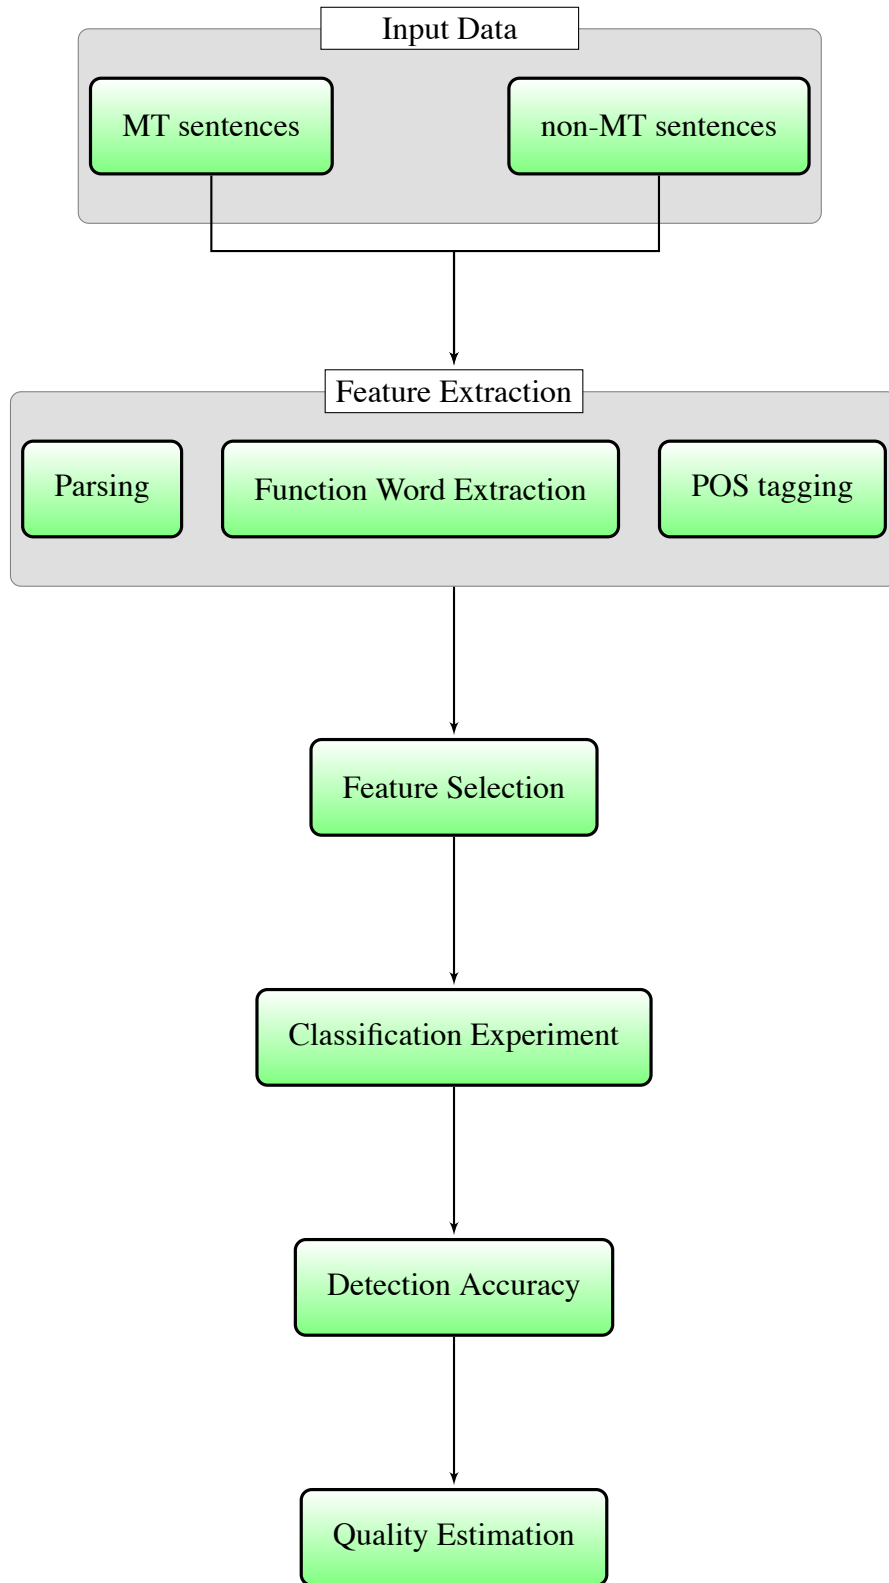 Input Data
MT sentences
non-MT sentences
Feature Extraction
Parsing
Function Word Extraction
POS tagging
Feature Selection
Classification Experiment
Detection Accuracy
Quality Estimation